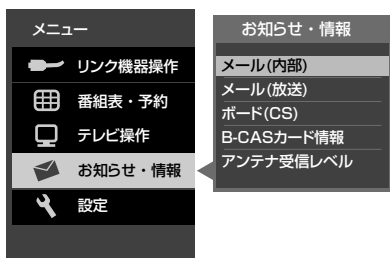 メニュー
リンク機器操作
番組表・予約
テレビ操作
お知らせ・情報
設定
お知らせ・情報
メール(内部)
メール(放送)
ボード(CS)
B-CASカード情報
アンテナ受信レベル